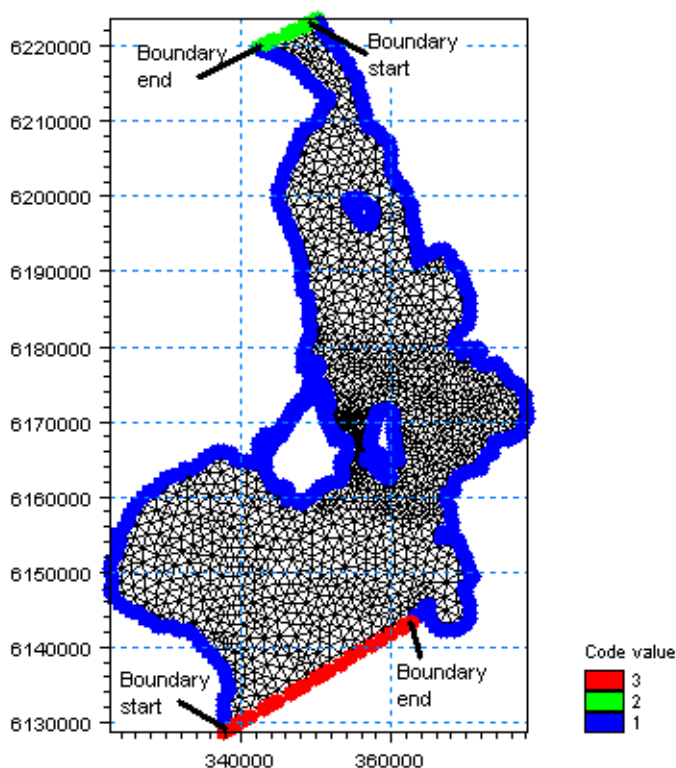 6220000
Boundary
end
Boundary
start
6210000
6200000
6190000
6180000
6170000
6160000
6150000
6140000
Boundary
start
Boundary
end
6130000
340000
360000
Code value
3
2
1